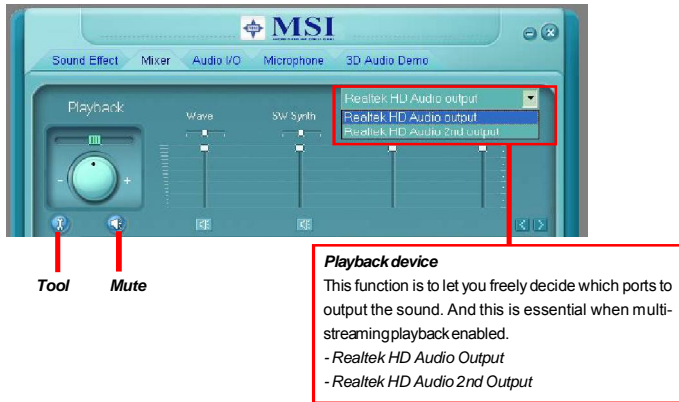 MSI
Sound Effect Mixer Audio I/O Microphone 3D Audio Demo
Playback
Wave SW Synth
Realtek HD Audio output
Realtek HD Audio output
Realtek HD Audio 2nd output
- +
Tool Mute
Playback device
This function is to let you freely decide which ports to
output the sound. And this is essential when multi-
streaming playback enabled.
- Realtek HD Audio Output
- Realtek HD Audio 2nd Output